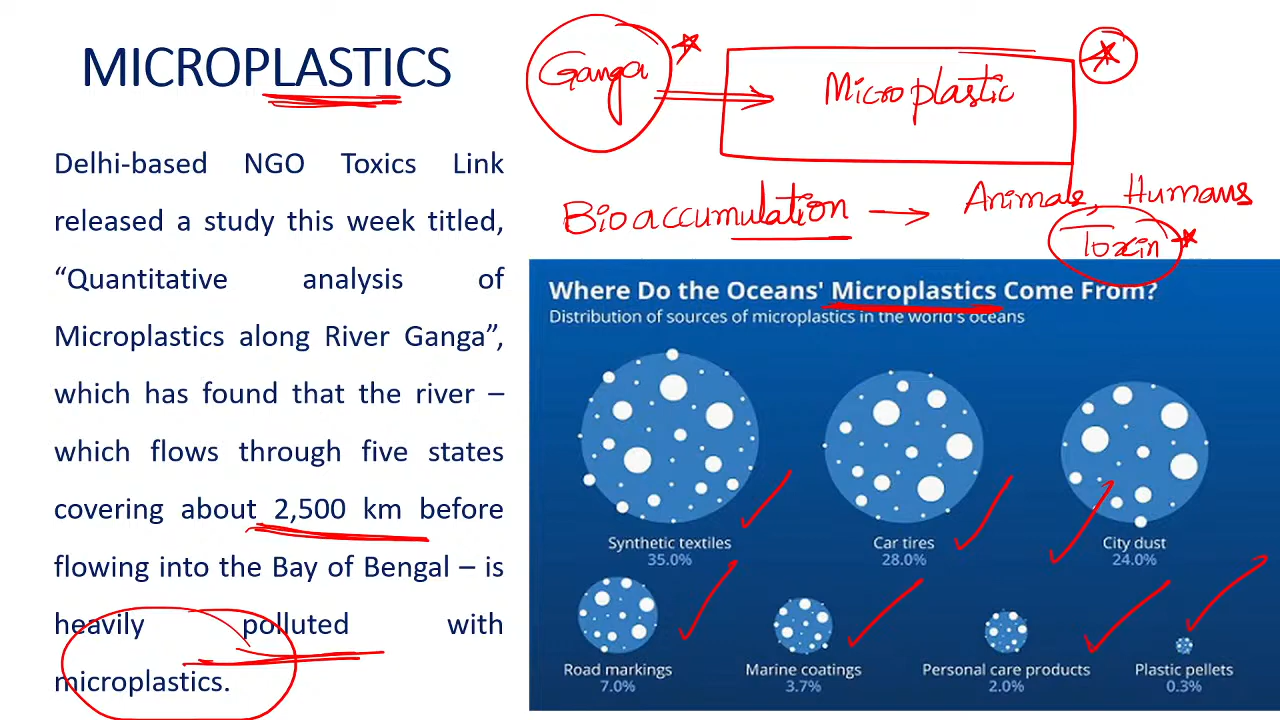 MICROPLASTICS
Delhi-based NGO Toxics Link
released a study this week titled,
“Quantitative analysis of
Microplastics along River Ganga”,
which has found that the river –
which flows through five states
covering about 2,500 km before
flowing into the Bay of Bengal – is
heavily polluted with
microplastics.
Ganga
Microplastic
Bioaccumulation
Animals, Humans
Toxin
Where Do the Oceans' Microplastics Come From?
Distribution of sources of microplastics in the world's oceans
Synthetic textiles
35.0%
Car tires
28.0%
City dust
24.0%
Road markings
7.0%
Marine coatings
3.7%
Personal care products
2.0%
Plastic pellets
0.3%